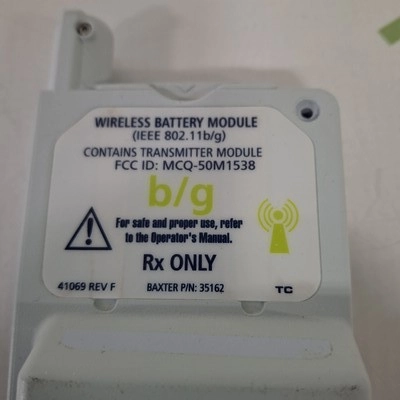 WIRELESS BATTERY MODULE
(IEEE 802.11b/g)
CONTAINS TRANSMITTER MODULE
FCC ID: MCQ-50M1538
b/g
For safe and proper use, refer
to the Operator's Manual.
Rx ONLY
41069 REV F BAXTER P/N: 35162 TC